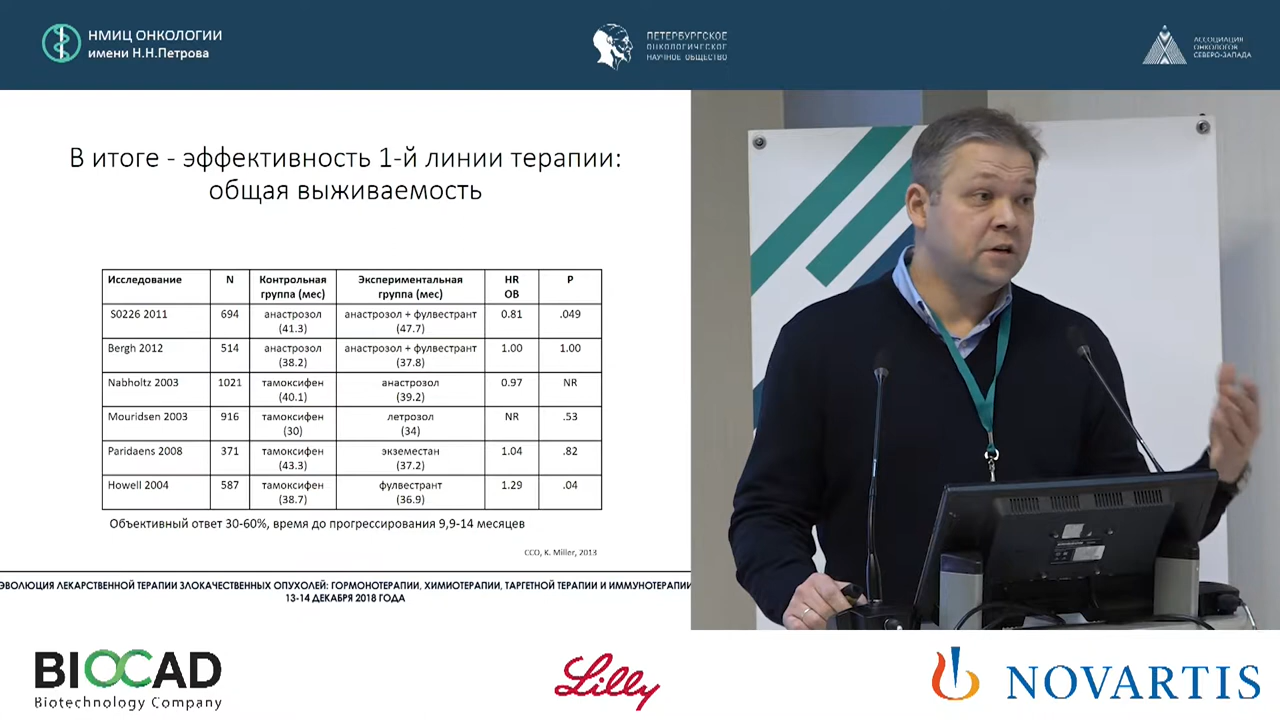 НМИЦ ОНКОЛОГИИ
имени Н.Н.Петрова
ПЕТЕРБУРГСКОЕ
ОНКОЛОГИЧЕСКОЕ
НАУЧНОЕ ОБЩЕСТВО
АССОЦИАЦИЯ
ОНКОЛОГОВ
СЕВЕРО-ЗАПАДА
В итоге - эффективность 1-й линии терапии:
общая выживаемость
Исследование N Контрольная группа (мес) Экспериментальная группа (мес) HR ОВ P
S0226 2011 694 анастрозол (41.3) анастрозол + фулвестрант (47.7) 0.81 .049
Bergh 2012 514 анастрозол (38.2) анастрозол + фулвестрант (37.8) 1.00 1.00
Nabholtz 2003 1021 тамоксифен (40.1) анастрозол (39.2) 0.97 NR
Mouridsen 2003 916 тамоксифен (30) летрозол (34) NR .53
Paridaens 2008 371 тамоксифен (43.3) экземестан (37.2) 1.04 .82
Howell 2004 587 тамоксифен (38.7) фулвестрант (36.9) 1.29 .04
Объективный ответ 30-60%, время до прогрессирования 9,9-14 месяцев
CCO, K. Miller, 2013
ЭВОЛЮЦИЯ ЛЕКАРСТВЕННОЙ ТЕРАПИИ ЗЛОКАЧЕСТВЕННЫХ ОПУХОЛЕЙ: ГОРМОНОТЕРАПИИ, ХИМИОТЕРАПИИ, ТАРГЕТНОЙ ТЕРАПИИ И ИММУНОТЕРАПИИ
13-14 ДЕКАБРЯ 2018 ГОДА
BIOCAD
Biotechnology Company
Lilly
NOVARTIS